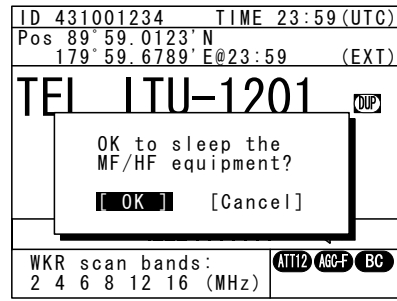 ID 431001234 TIME 23:59(UTC)
Pos 89°59.0123'N
179°59.6789'E@23:59 (EXT)
TEL ITU-1201 DUP
OK to sleep the
MF/HF equipment?
[ OK ] [Cancel]
WKR scan bands: ATT12 AGC-F BC
2 4 6 8 12 16 (MHz)